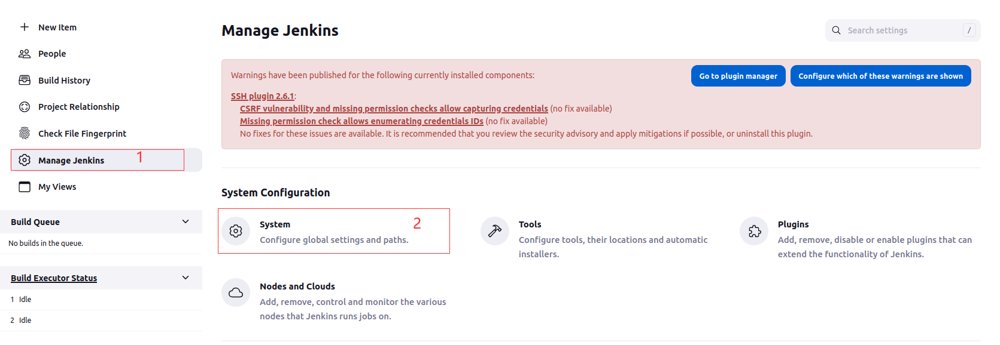 New Item
People
Build History
Project Relationship
Check File Fingerprint
Manage Jenkins 1
My Views
Build Queue
No builds in the queue.
Build Executor Status
1 Idle
2 Idle
Manage Jenkins
Search settings /
Warnings have been published for the following currently installed components:
Go to plugin manager
Configure which of these warnings are shown
SSH plugin 2.6.1:
CSRF vulnerability and missing permission checks allow capturing credentials (no fix available)
Missing permission check allows enumerating credentials IDs (no fix available)
No fixes for these issues are available. It is recommended that you review the security advisory and apply mitigations if possible, or uninstall this plugin.
System Configuration
System 2
Configure global settings and paths.
Tools
Configure tools, their locations and automatic
installers.
Plugins
Add, remove, disable or enable plugins that can
extend the functionality of Jenkins.
Nodes and Clouds
Add, remove, control and monitor the various
nodes that Jenkins runs jobs on.